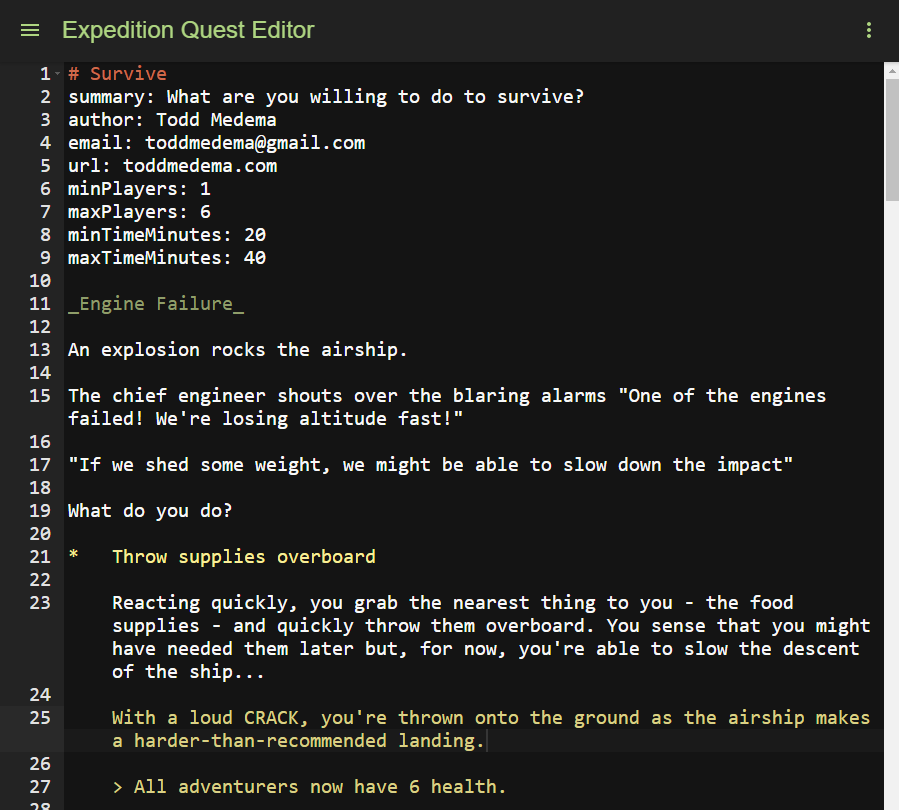 Expedition Quest Editor
1 # Survive
2 summary: What are you willing to do to survive?
3 author: Todd Medema
4 email: toddmedema@gmail.com
5 url: toddmedema.com
6 minPlayers: 1
7 maxPlayers: 6
8 minTimeMinutes: 20
9 maxTimeMinutes: 40
10
11 _Engine Failure_
12
13 An explosion rocks the airship.
14
15 The chief engineer shouts over the blaring alarms "One of the engines
failed! We're losing altitude fast!"
16
17 "If we shed some weight, we might be able to slow down the impact"
18
19 What do you do?
20
21 * Throw supplies overboard
22
23 Reacting quickly, you grab the nearest thing to you - the food
supplies - and quickly throw them overboard. You sense that you might
have needed them later but, for now, you're able to slow the descent
of the ship...
24
25 With a loud CRACK, you're thrown onto the ground as the airship makes
a harder-than-recommended landing.
26
27 > All adventurers now have 6 health.
28